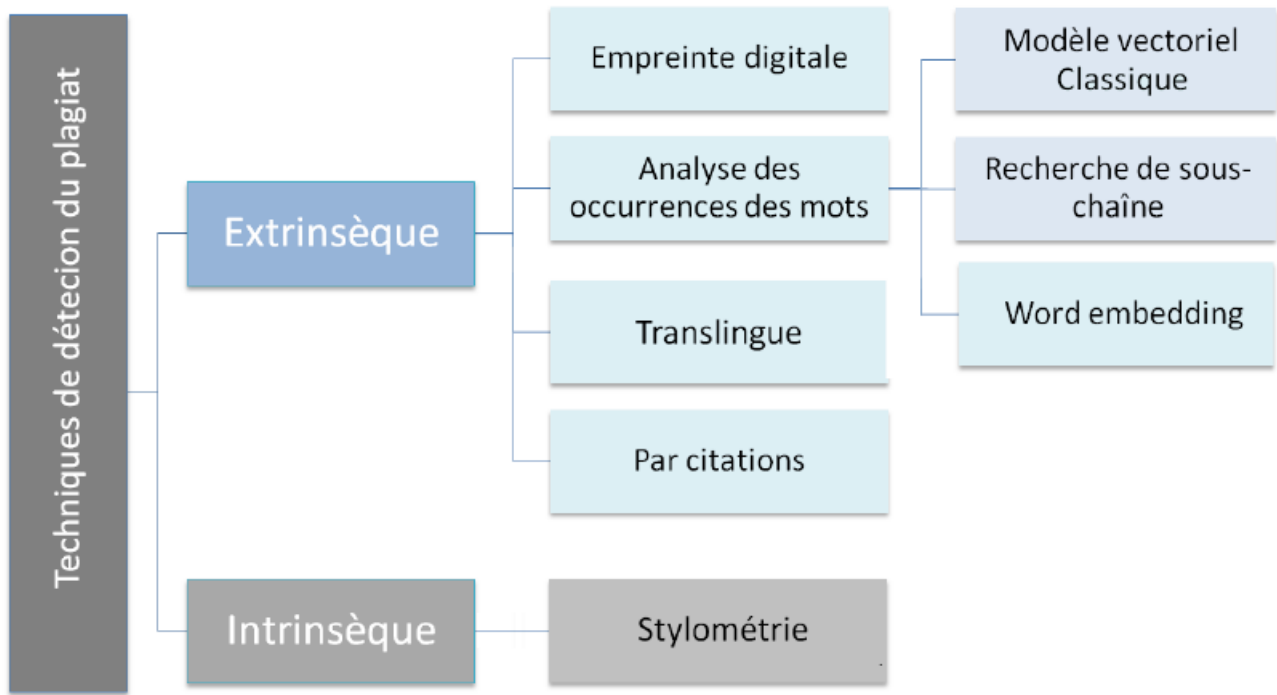 Techniques de détecion du plagiat
Extrinsèque
Intrinsèque
Empreinte digitale
Analyse des
occurrences des mots
Translingue
Par citations
Stylométrie
Modèle vectoriel
Classique
Recherche de sous-
chaîne
Word embedding